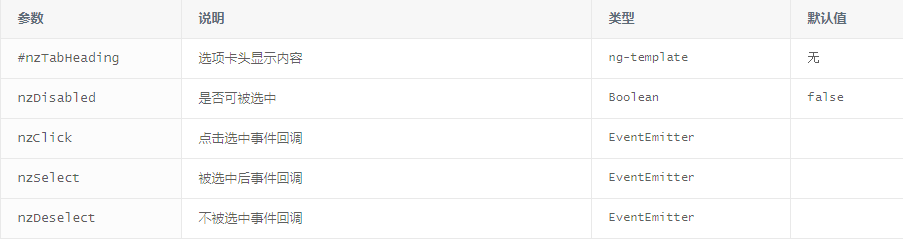 参数 说明 类型 默认值
#nzTabHeading 选项卡头显示内容 ng-template 无
nzDisabled 是否可被选中 Boolean false
nzClick 点击选中事件回调 EventEmitter
nzSelect 被选中后事件回调 EventEmitter
nzDeselect 不被选中事件回调 EventEmitter